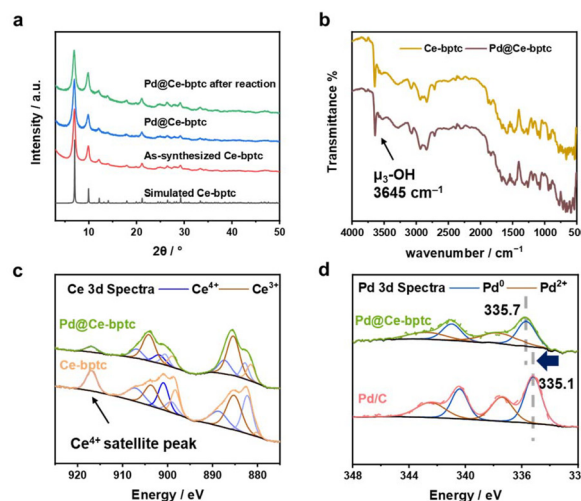 a
Intensity / a.u.
Pd@Ce-bptc after reaction
Pd@Ce-bptc
As-synthesized Ce-bptc
Simulated Ce-bptc
10 20 30 40 50
2θ / °
b
Transmittance %
Ce-bptc Pd@Ce-bptc
μ3-OH
3645 cm⁻¹
4000 3500 3000 2500 2000 1500 1000 500
wavenumber / cm⁻¹
c
Ce 3d Spectra Ce⁴⁺ Ce³⁺
Pd@Ce-bptc
Ce-bptc
Ce⁴⁺ satellite peak
920 900 880
Energy / eV
d
Pd 3d Spectra Pd⁰ Pd²⁺
335.7
Pd@Ce-bptc
335.1
Pd/C
348 344 340 336 33
Energy / eV